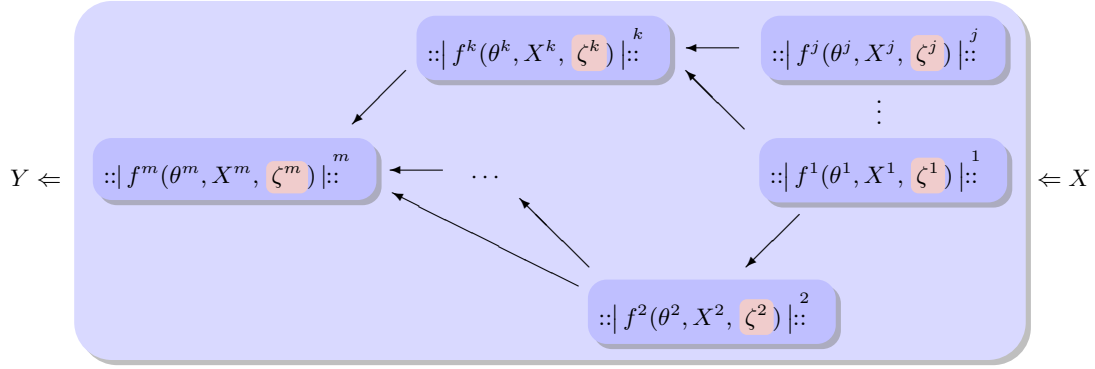 ::| f^k(θ^k, X^k, ζ^k) |::^k
::| f^j(θ^j, X^j, ζ^j) |::^j
⋮
Y ⇐
::| f^m(θ^m, X^m, ζ^m) |::^m
⋯
::| f^1(θ^1, X^1, ζ^1) |::^1
⇐ X
::| f^2(θ^2, X^2, ζ^2) |::^2